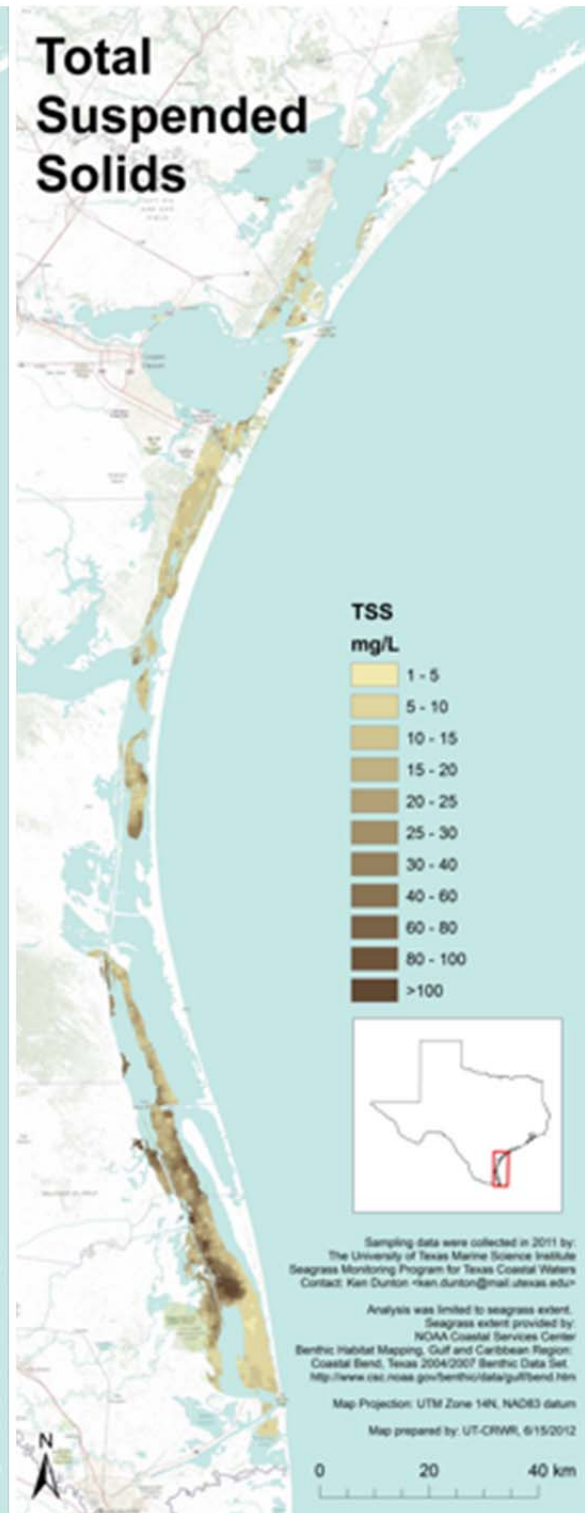 Total
Suspended
Solids
TSS
mg/L
1 - 5
5 - 10
10 - 15
15 - 20
20 - 25
25 - 30
30 - 40
40 - 60
60 - 80
80 - 100
>100
Sampling data were collected in 2011 by:
The University of Texas Marine Science Institute
Seagrass Monitoring Program for Texas Coastal Waters
Contact: Ken Dunton <ken.dunton@mail.utexas.edu>
Analysis was limited to seagrass extent.
Seagrass extent provided by:
NOAA Coastal Services Center
Benthic Habitat Mapping, Gulf and Caribbean Region:
Coastal Bend, Texas 2004/2007 Benthic Data Set.
http://www.csc.noaa.gov/benthic/data/gulf/bend.htm
Map Projection: UTM Zone 14N, NAD83 datum
Map prepared by: UT-CRWR, 6/15/2012
N
0 20 40 km